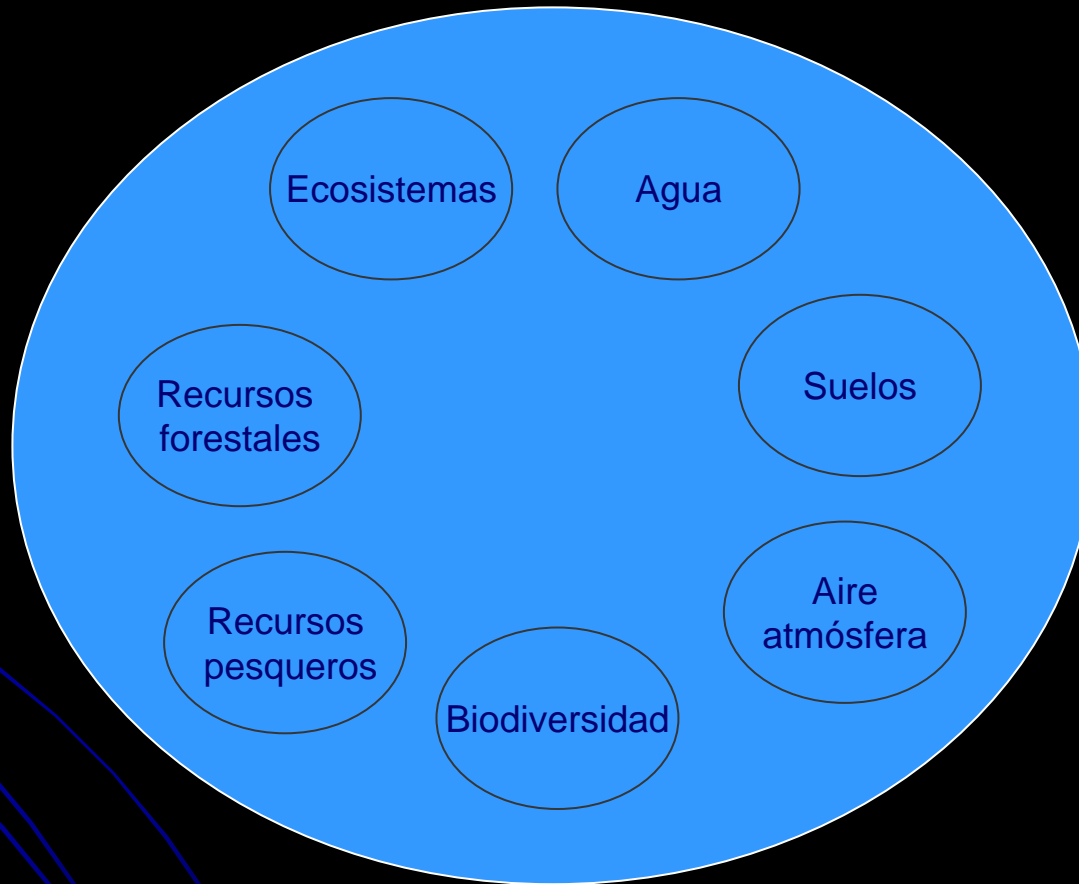 Ecosistemas
Agua
Suelos
Recursos
forestales
Aire
atmósfera
Recursos
pesqueros
Biodiversidad